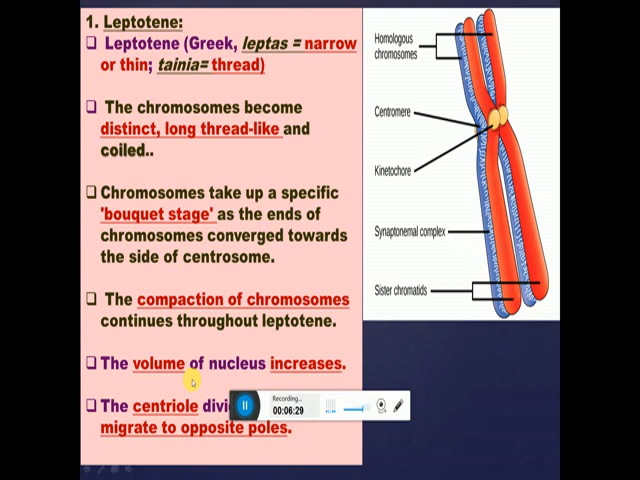 1. Leptotene:
❑ Leptotene (Greek, leptas = narrow
or thin; tainia= thread)
❑ The chromosomes become
distinct, long thread-like and
coiled..
❑ Chromosomes take up a specific
'bouquet stage' as the ends of
chromosomes converged towards
the side of centrosome.
❑ The compaction of chromosomes
continues throughout leptotene.
❑ The volume of nucleus increases.
❑ The centriole
migrate to opposite poles.
Homologous
chromosomes
Centromere
Kinetochore
Synaptonemal complex
Sister chromatids
Recording...
00:06:29